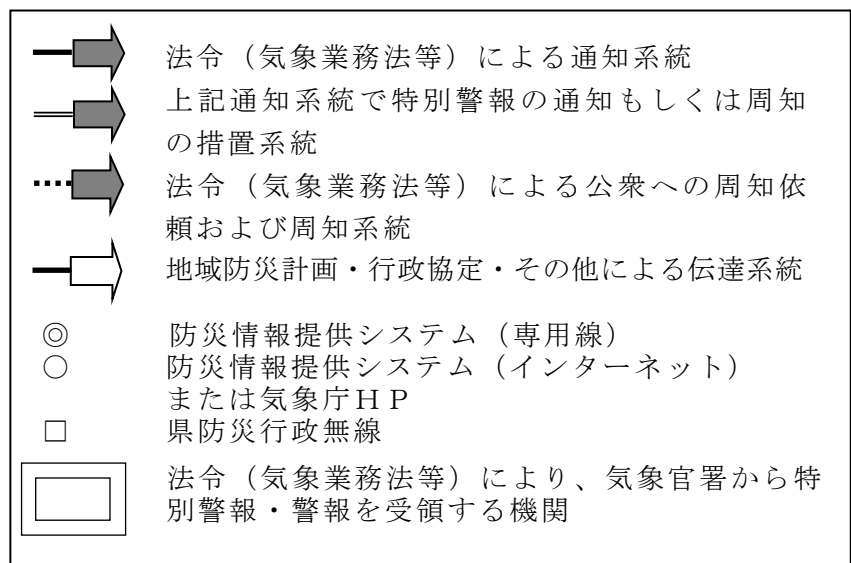 法令（気象業務法等）による通知系統
上記通知系統で特別警報の通知もしくは周知
の措置系統
法令（気象業務法等）による公衆への周知依
頼および周知系統
地域防災計画・行政協定・その他による伝達系統
◎ 防災情報提供システム（専用線）
○ 防災情報提供システム（インターネット）
または気象庁ＨＰ
□ 県防災行政無線
法令（気象業務法等）により、気象官署から特
別警報・警報を受領する機関